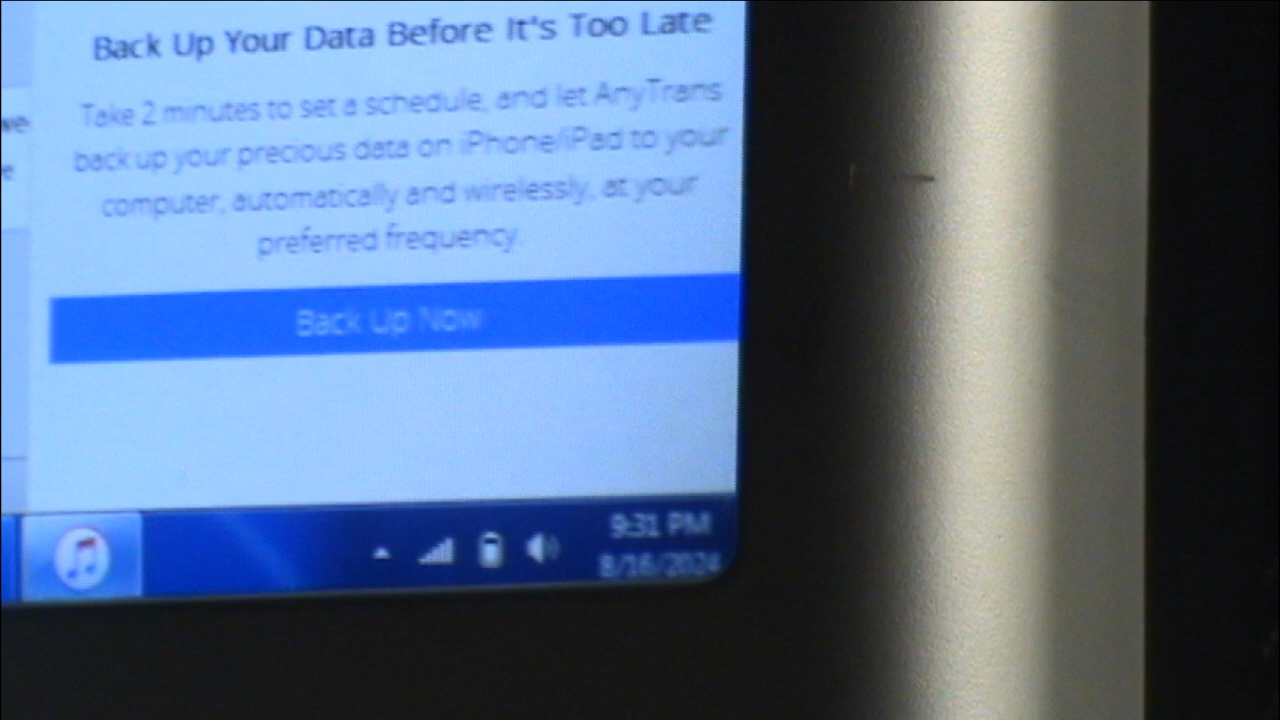 Back Up Your Data Before It's Too Late
Take 2 minutes to set a schedule, and let AnyTrans
back up your precious data on iPhone/iPad to your
computer, automatically and wirelessly, at your
preferred frequency.
Back Up Now
9:31 PM
8/16/2024